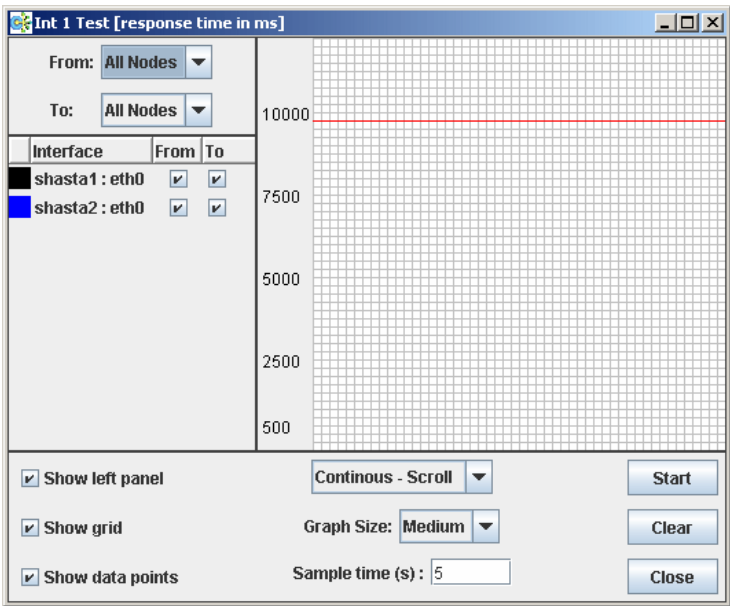 Int 1 Test [response time in ms]
From: All Nodes
To: All Nodes
Interface From To
shasta1 : eth0
shasta2 : eth0
10000
7500
5000
2500
500
Show left panel
Continous - Scroll
Start
Show grid
Graph Size: Medium
Clear
Show data points
Sample time (s) : 5
Close